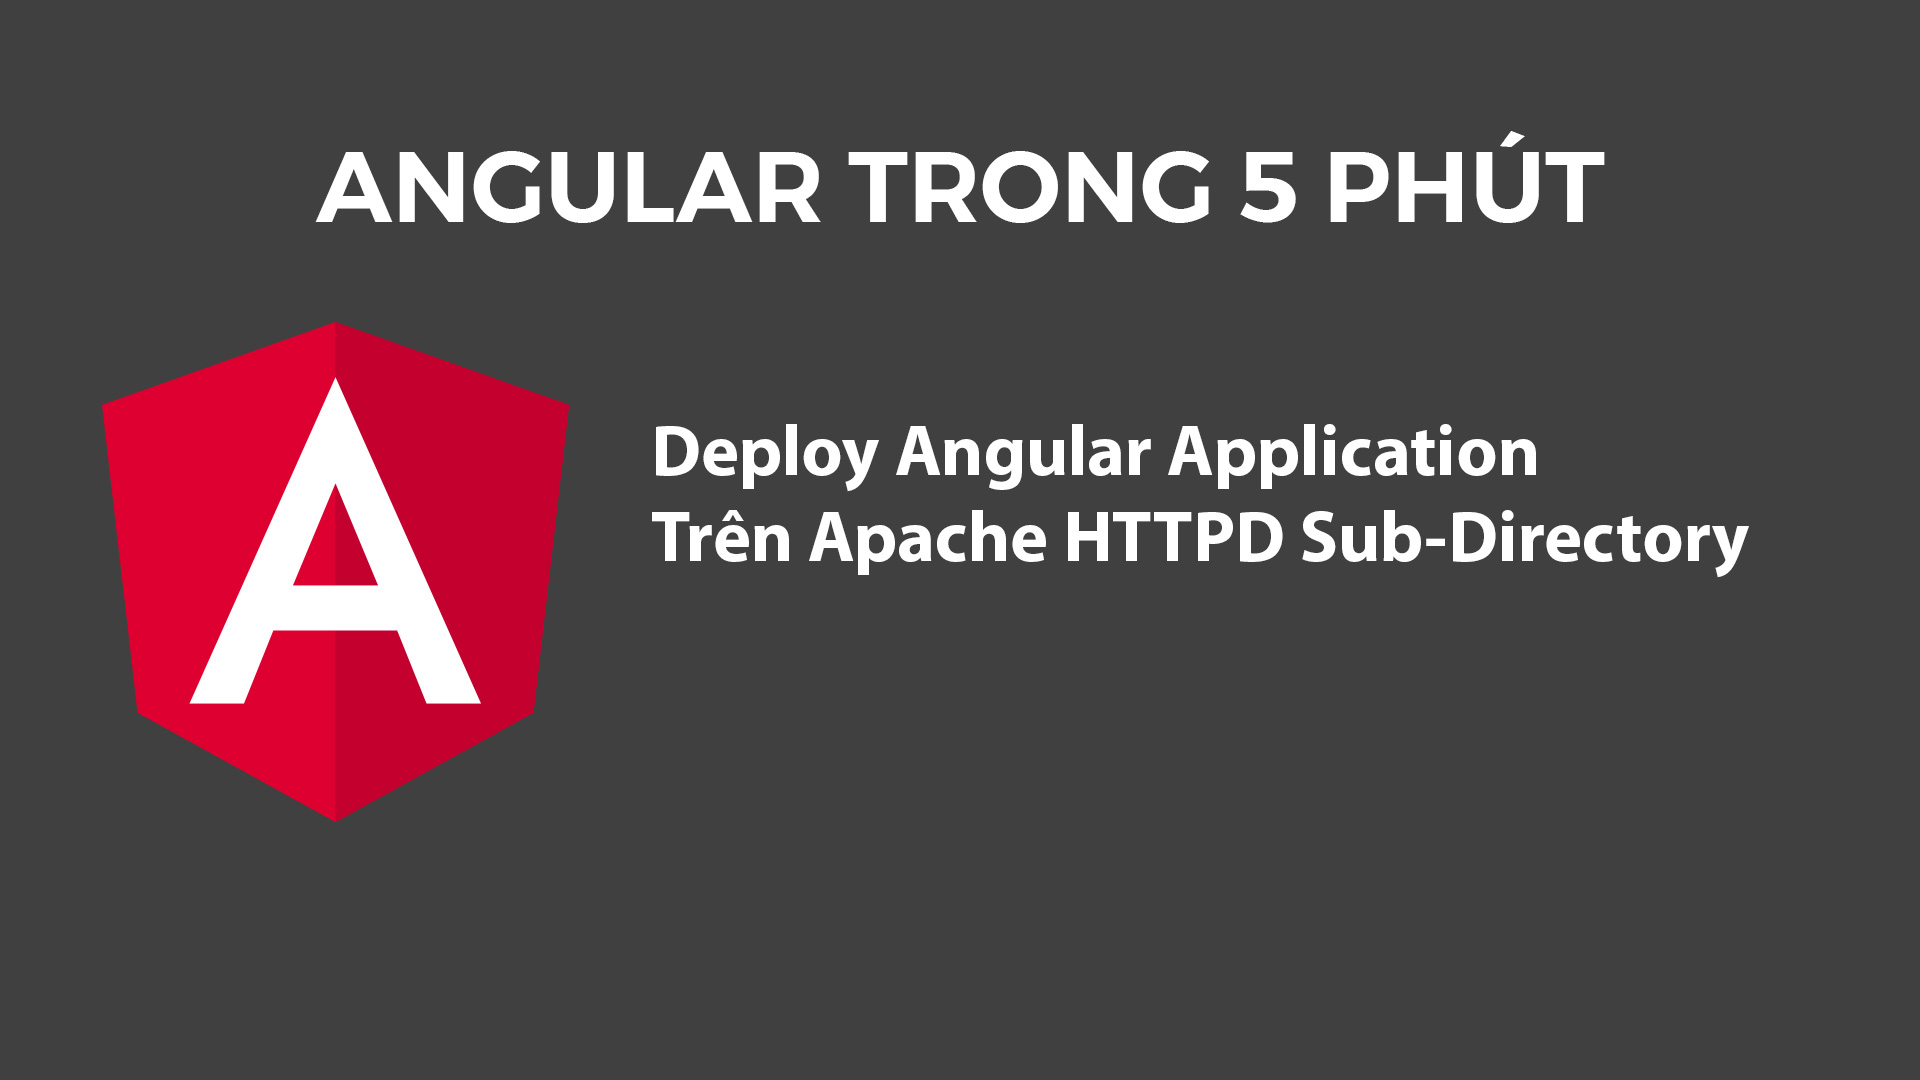 ANGULAR TRONG 5 PHÚT
Deploy Angular Application
Trên Apache HTTPD Sub-Directory